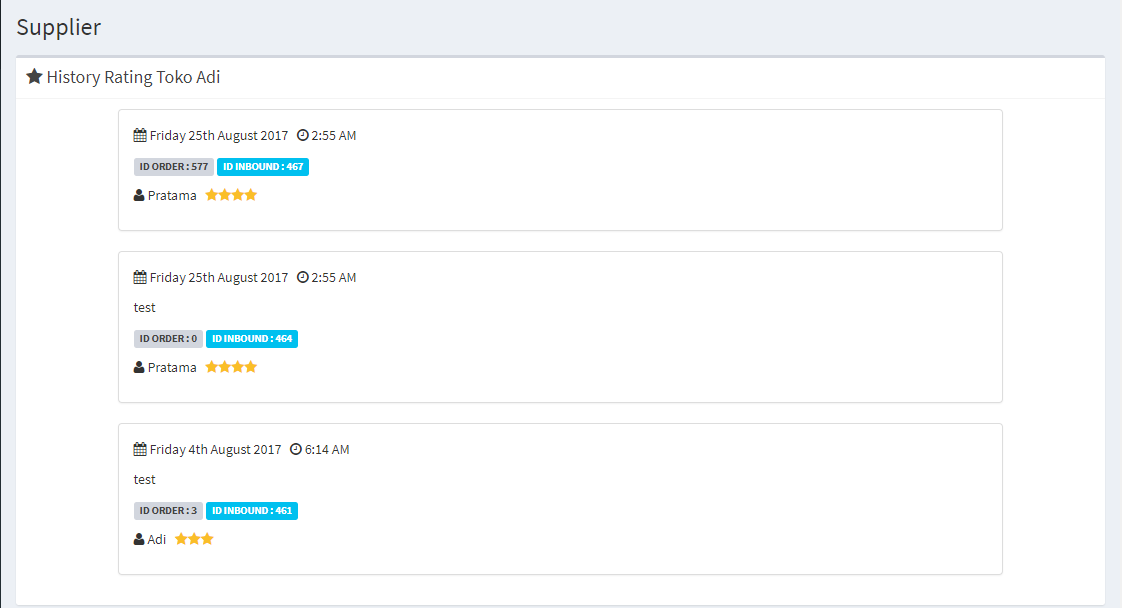 Supplier
History Rating Toko Adi
Friday 25th August 2017 2:55 AM
ID ORDER : 577 ID INBOUND : 467
Pratama
Friday 25th August 2017 2:55 AM
test
ID ORDER : 0 ID INBOUND : 464
Pratama
Friday 4th August 2017 6:14 AM
test
ID ORDER : 3 ID INBOUND : 461
Adi